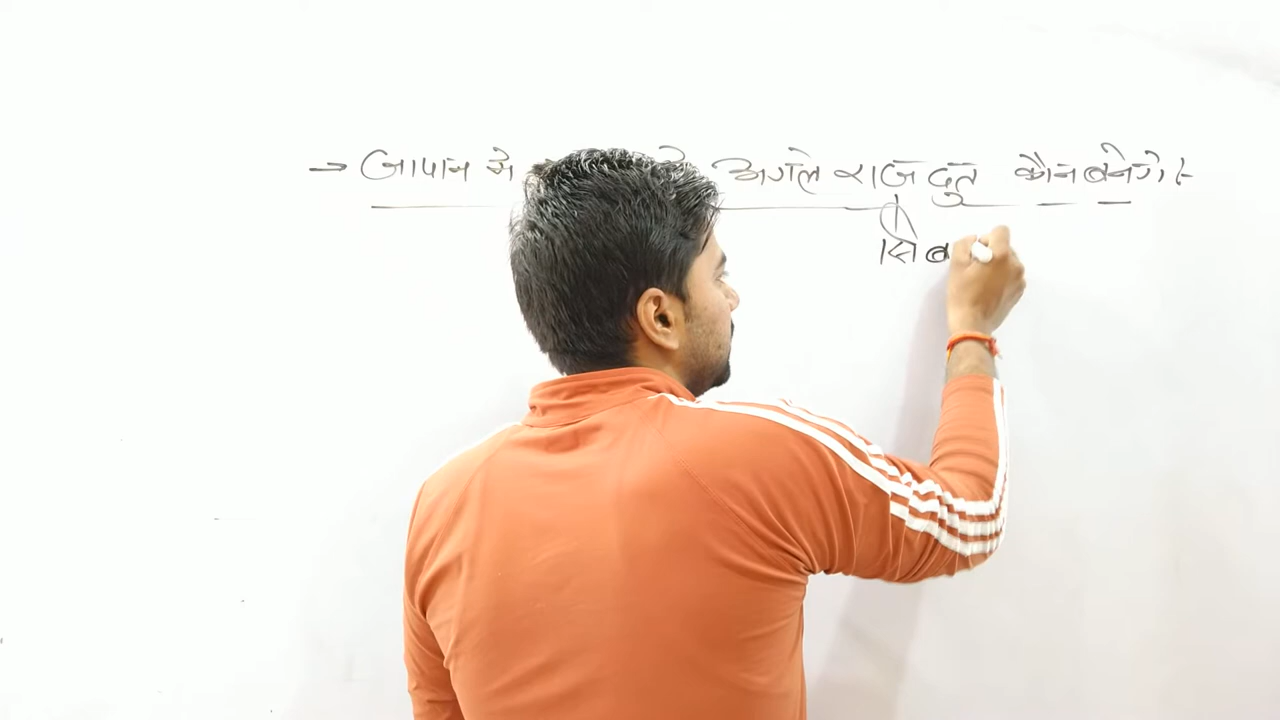 → जापान मे अगले राजदुत कौन बनेगे।
सिब